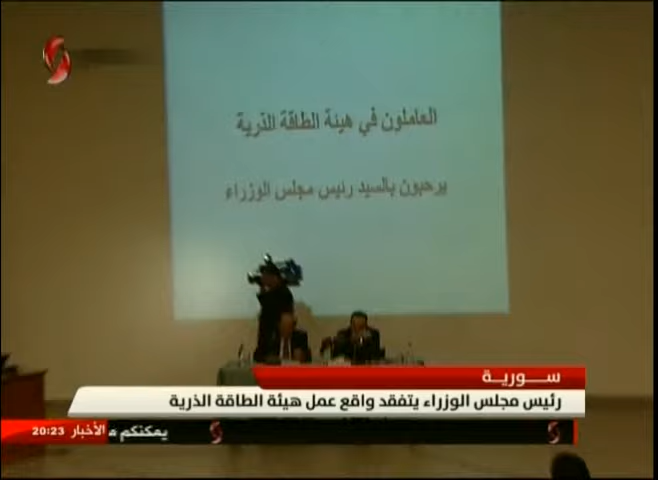 العاملون في هيئة الطاقة الذرية
يرحبون بالسيد رئيس مجلس الوزراء
ســـورية
رئيس مجلس الوزراء يتفقد واقع عمل هيئة الطاقة الذرية
يمكنكم م
الأخبار 20:23